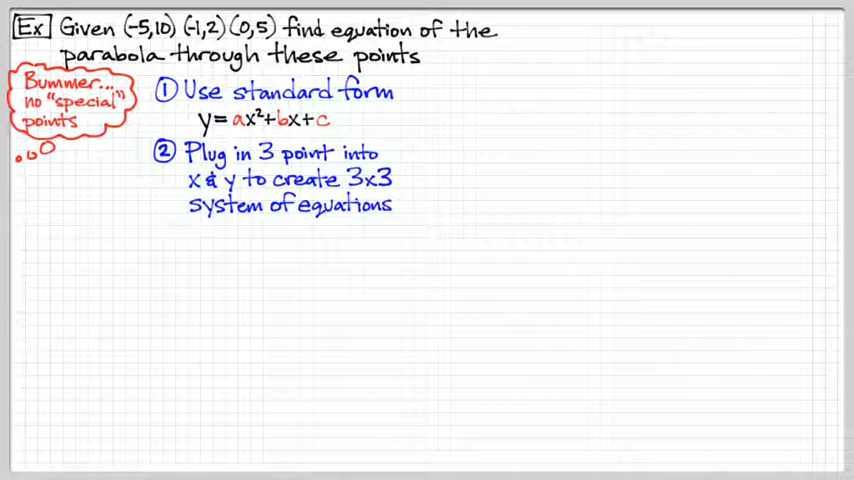 Ex Given (-5,10) (-1,2) (0,5) find equation of the
parabola through these points
Bummer...
no "special"
points
① Use standard form
y=ax²+bx+c
② Plug in 3 point into
x & y to create 3x3
system of equations